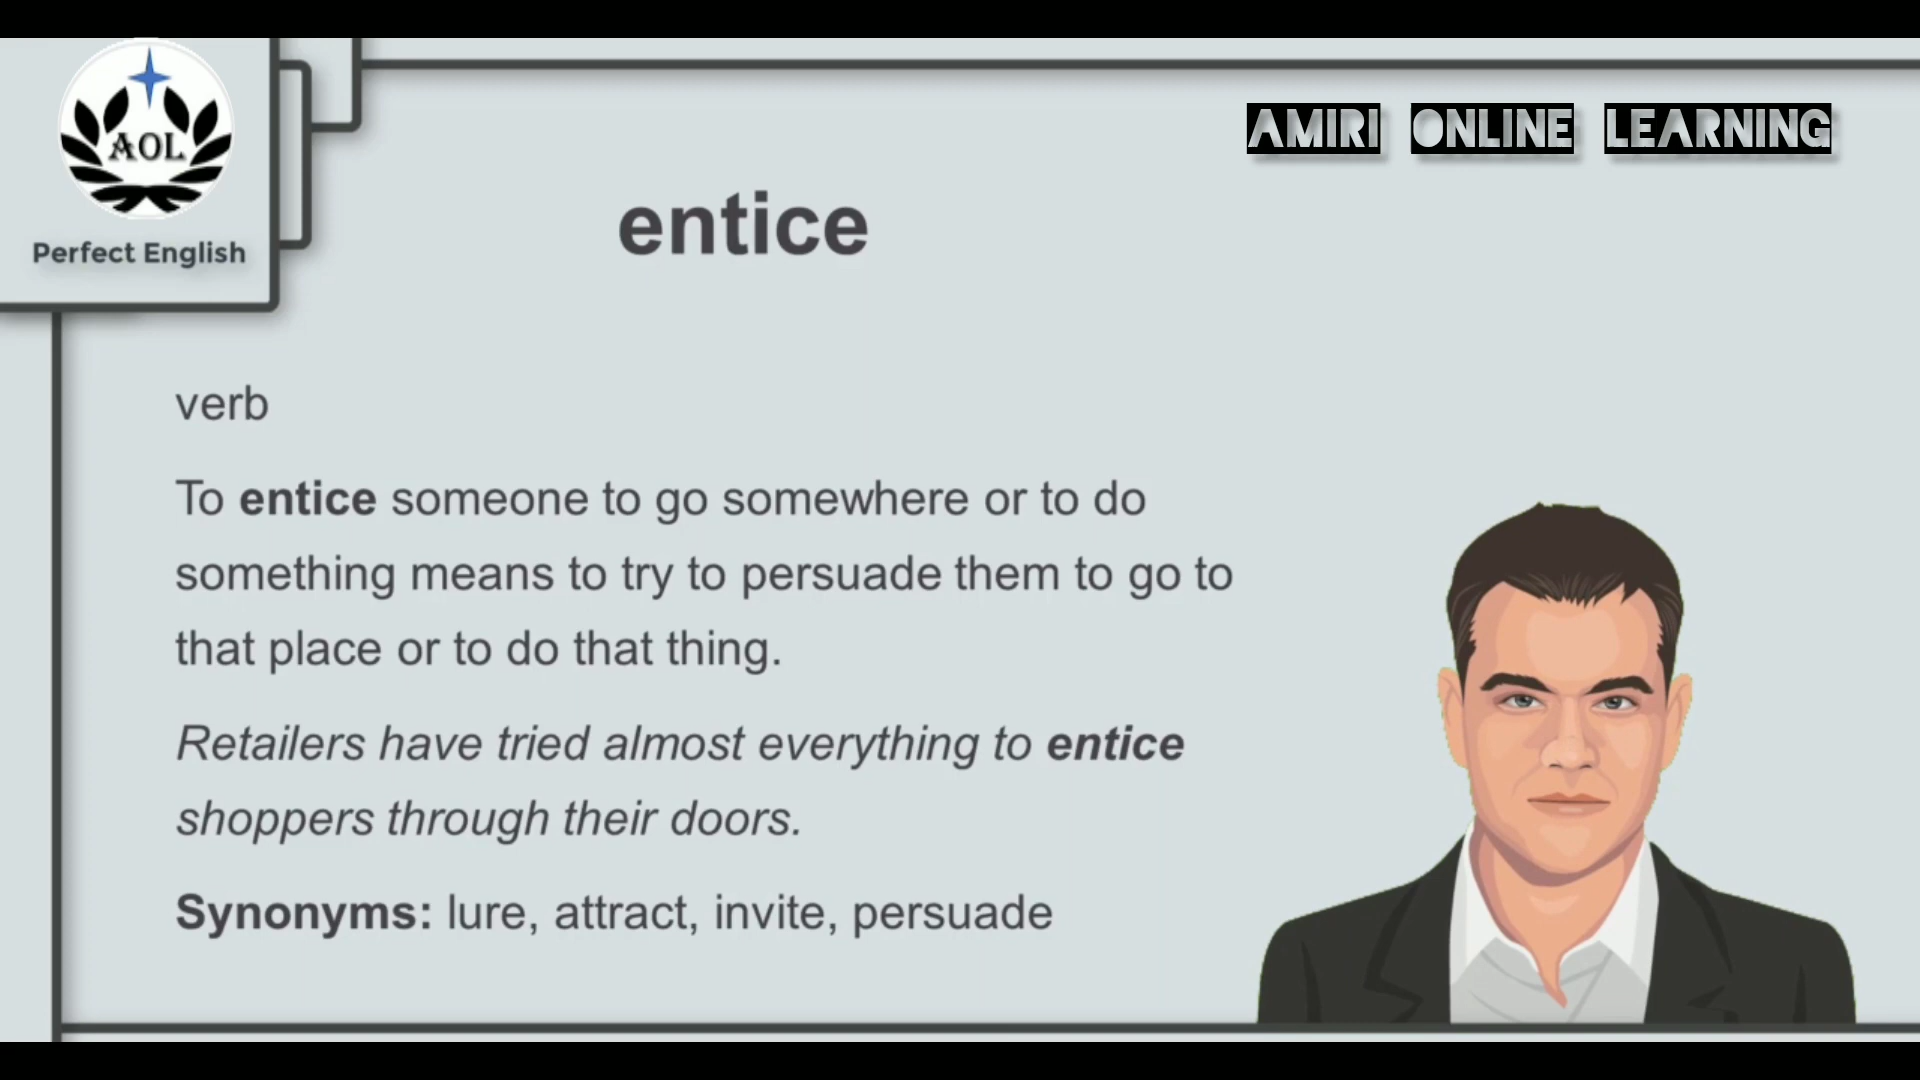 AOL
Perfect English
AMIRI ONLINE LEARNING
entice
verb
To entice someone to go somewhere or to do
something means to try to persuade them to go to
that place or to do that thing.
Retailers have tried almost everything to entice
shoppers through their doors.
Synonyms: lure, attract, invite, persuade